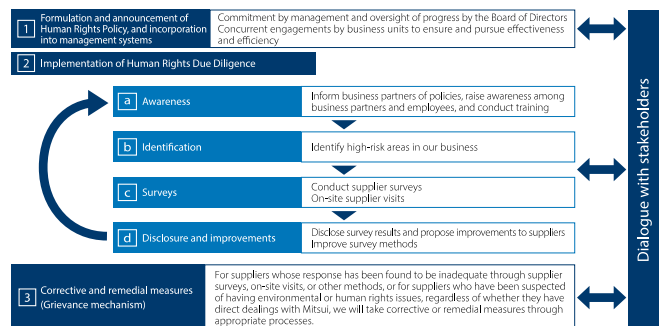 1
Formulation and announcement of
Human Rights Policy, and incorporation
into management systems
Commitment by management and oversight of progress by the Board of Directors
Concurrent engagements by business units to ensure and pursue effectiveness
and efficiency
2 Implementation of Human Rights Due Diligence
a Awareness
Inform business partners of policies, raise awareness among
business partners and employees, and conduct training
b Identification
Identify high-risk areas in our business
c Surveys
Conduct supplier surveys
On-site supplier visits
d Disclosure and improvements
Disclose survey results and propose improvements to suppliers
Improve survey methods
3
Corrective and remedial measures
(Grievance mechanism)
For suppliers whose response has been found to be inadequate through supplier
surveys, on-site visits, or other methods, or for suppliers who have been suspected
of having environmental or human rights issues, regardless of whether they have
direct dealings with Mitsui, we will take corrective or remedial measures through
appropriate processes.
Dialogue with stakeholders